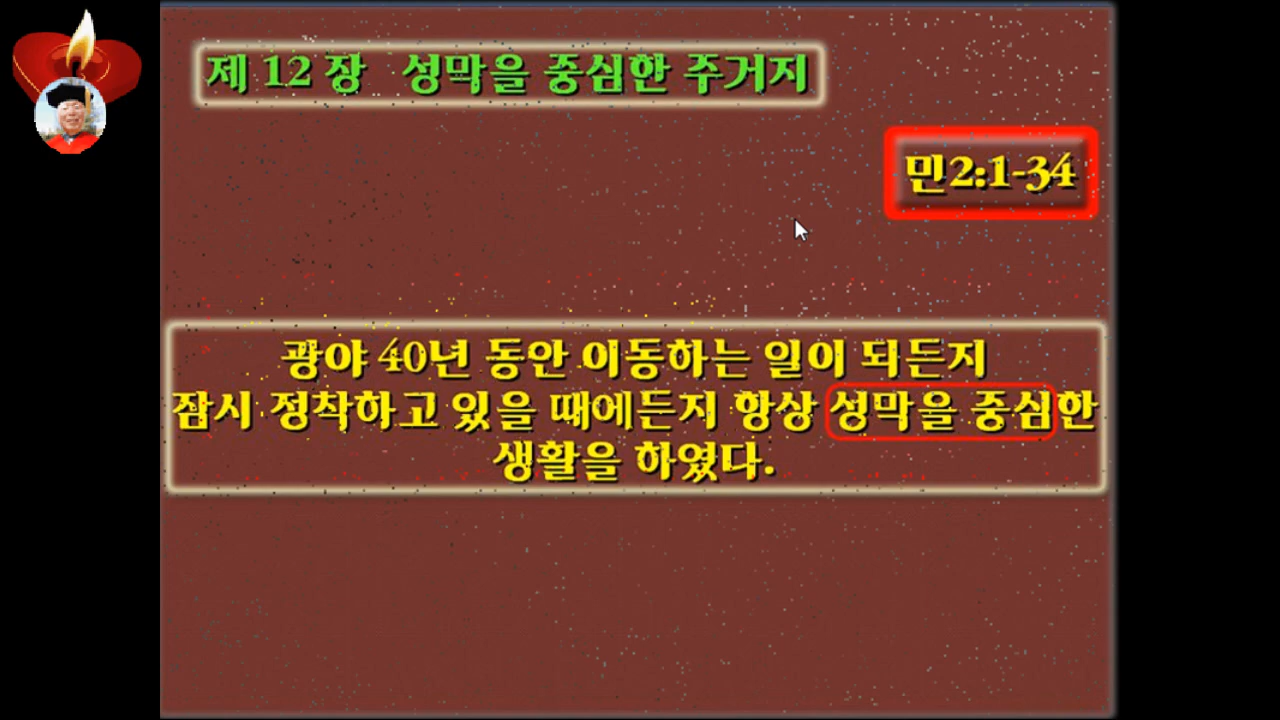 제 12 장 성막을 중심한 주거지
민2:1-34
광야 40년 동안 이동하는 일이 되든지
잠시 정착하고 있을 때에든지 항상 성막을 중심한
생활을 하였다.